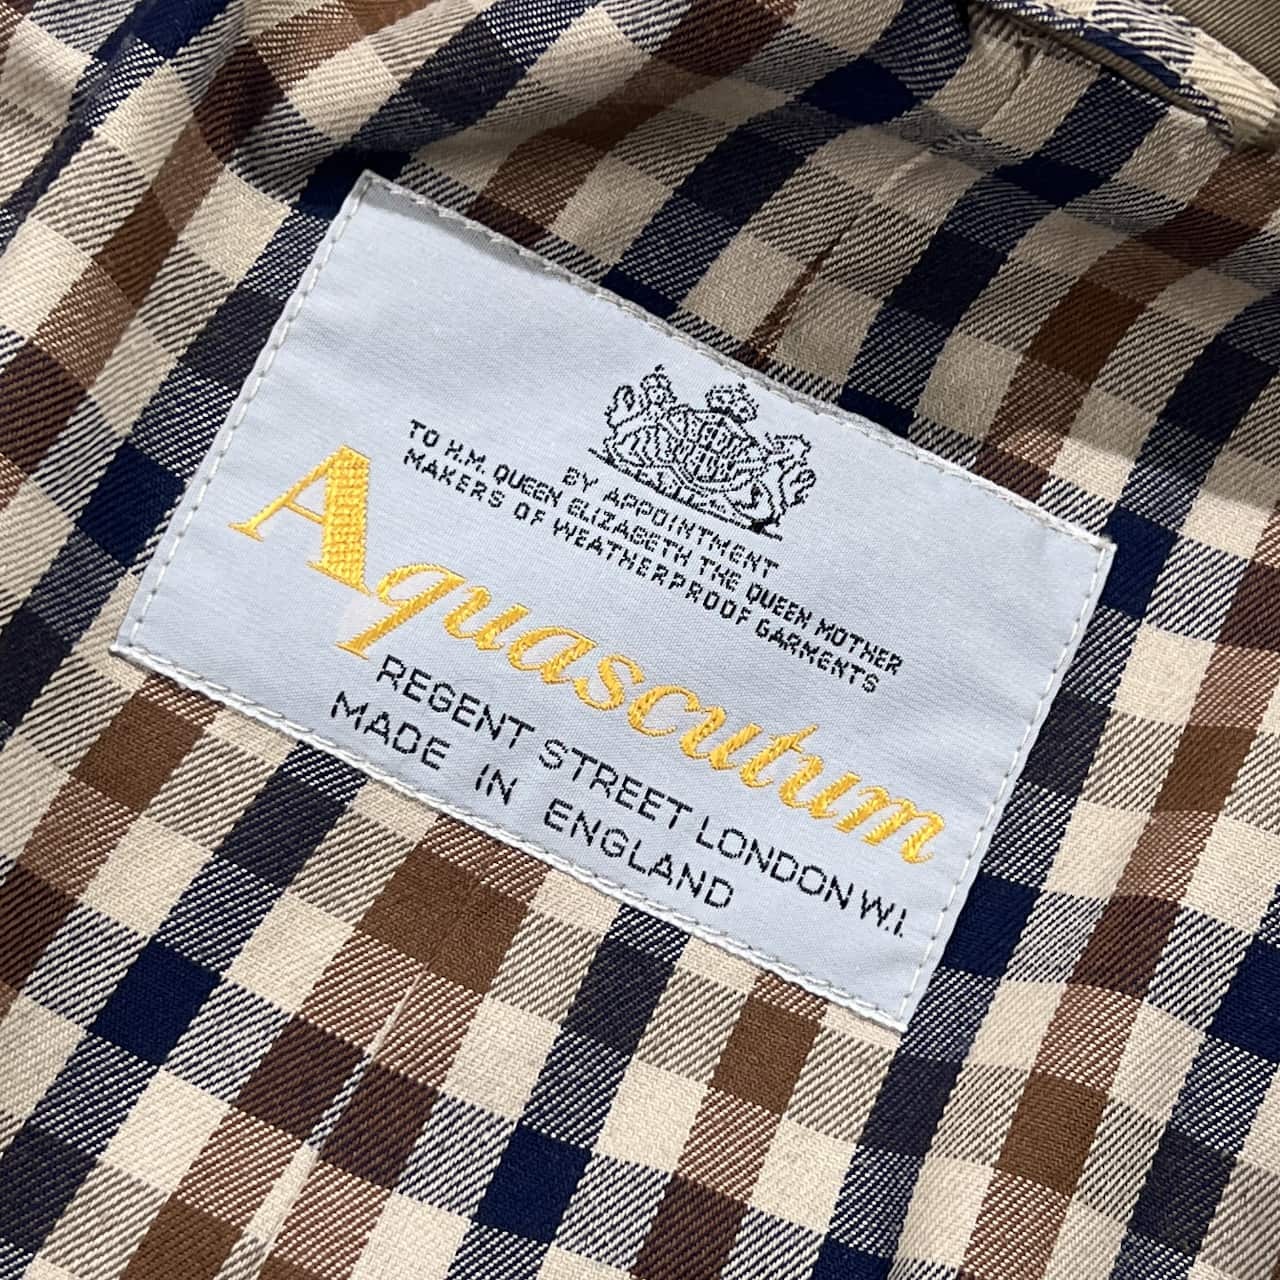 BY APPOINTMENT
TO H.M. QUEEN ELIZABETH THE QUEEN MOTHER
MAKERS OF WEATHERPROOF GARMENTS
Aquascutum
REGENT STREET LONDON W.I.
MADE IN ENGLAND